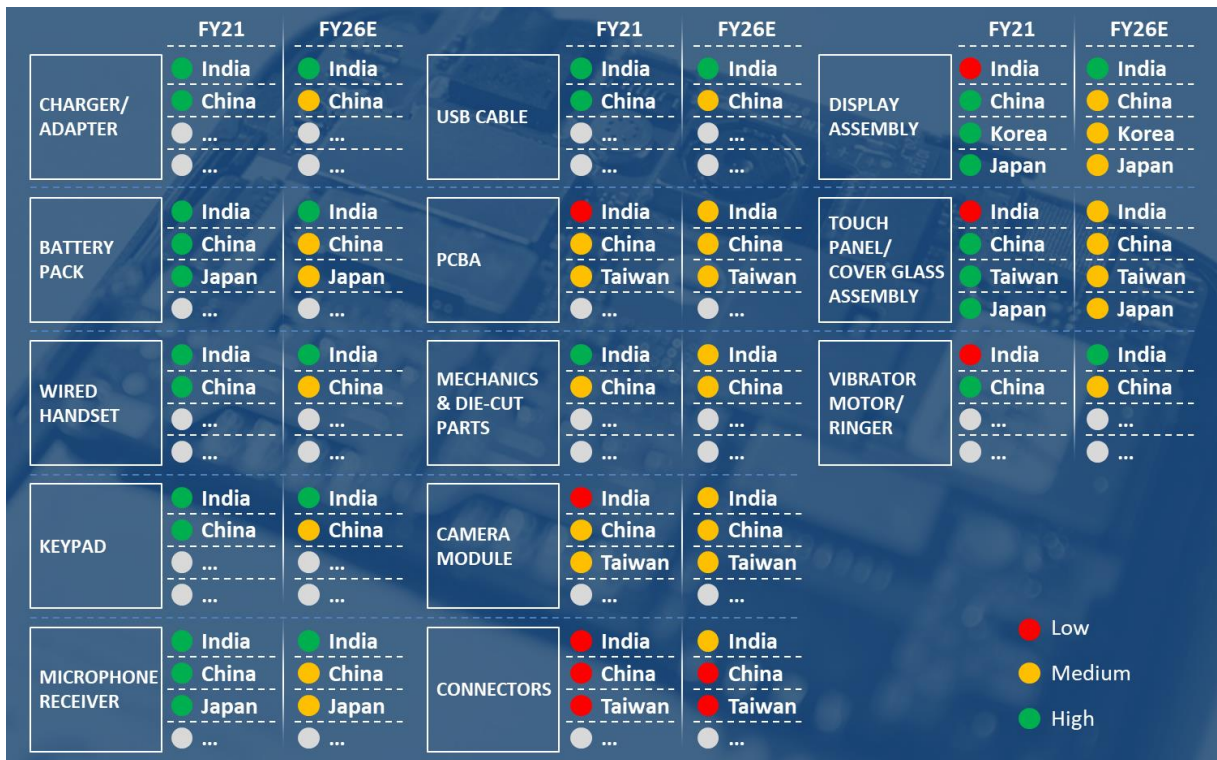 FY21 FY26E FY21 FY26E FY21 FY26E
CHARGER/
ADAPTER
India India
China China
... ...
... ...
USB CABLE
India India
China China
... ...
... ...
DISPLAY
ASSEMBLY
India India
China China
Korea Korea
Japan Japan
BATTERY
PACK
India India
China China
Japan Japan
... ...
PCBA
India India
China China
Taiwan Taiwan
... ...
TOUCH
PANEL/
COVER GLASS
ASSEMBLY
India India
China China
Taiwan Taiwan
Japan Japan
WIRED
HANDSET
India India
China China
... ...
... ...
MECHANICS
& DIE-CUT
PARTS
India India
China China
... ...
... ...
VIBRATOR
MOTOR/
RINGER
India India
China China
... ...
... ...
KEYPAD
India India
China China
... ...
... ...
CAMERA
MODULE
India India
China China
Taiwan Taiwan
... ...
MICROPHONE
RECEIVER
India India
China China
Japan Japan
... ...
CONNECTORS
India India
China China
Taiwan Taiwan
... ...
Low
Medium
High